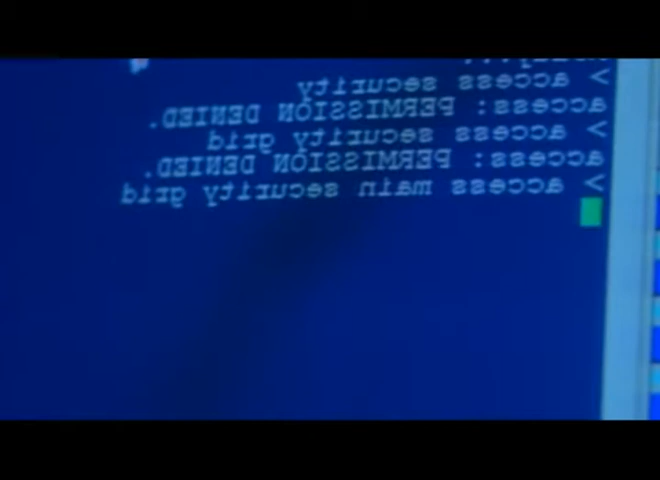 > access security
access: PERMISSION DENIED.
> access security grid
access: PERMISSION DENIED.
> access main security grid